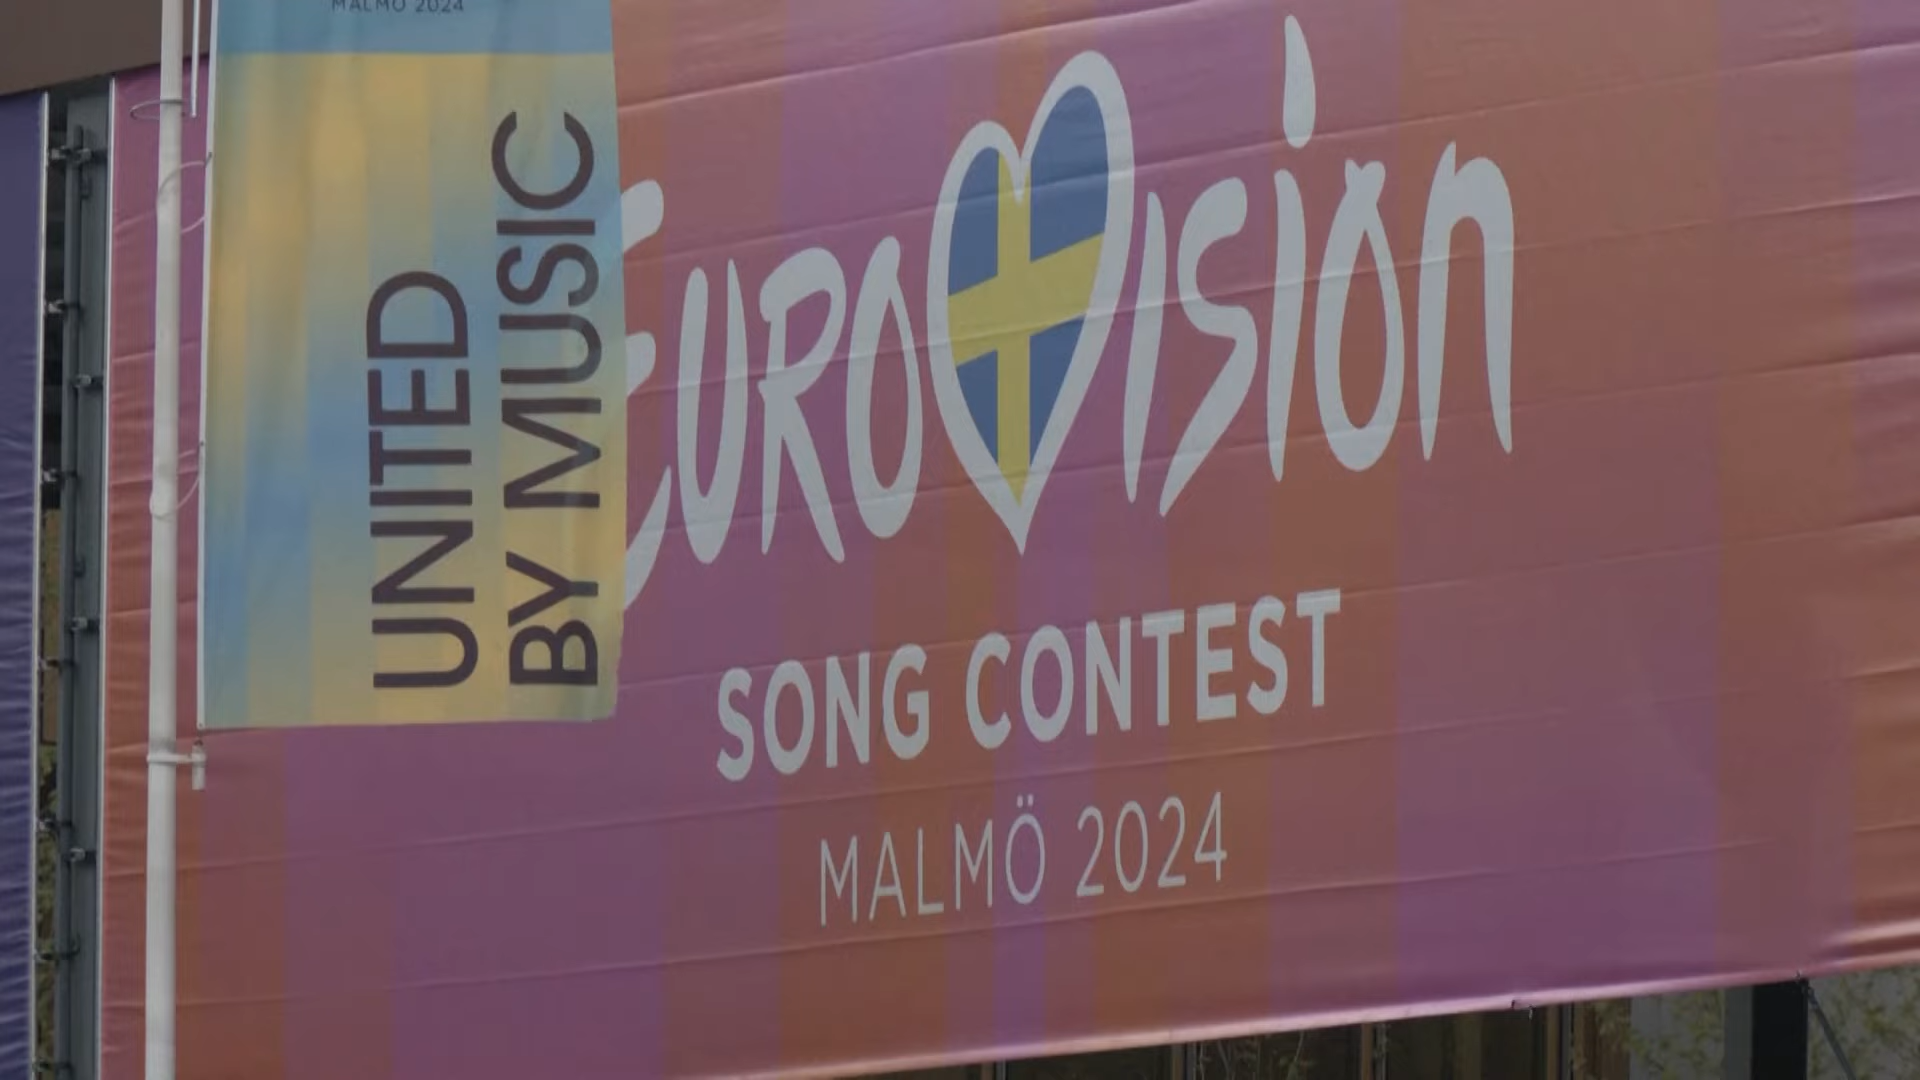 MALMÖ 2024
UNITED
BY MUSIC
EUROVISION
SONG CONTEST
MALMÖ 2024